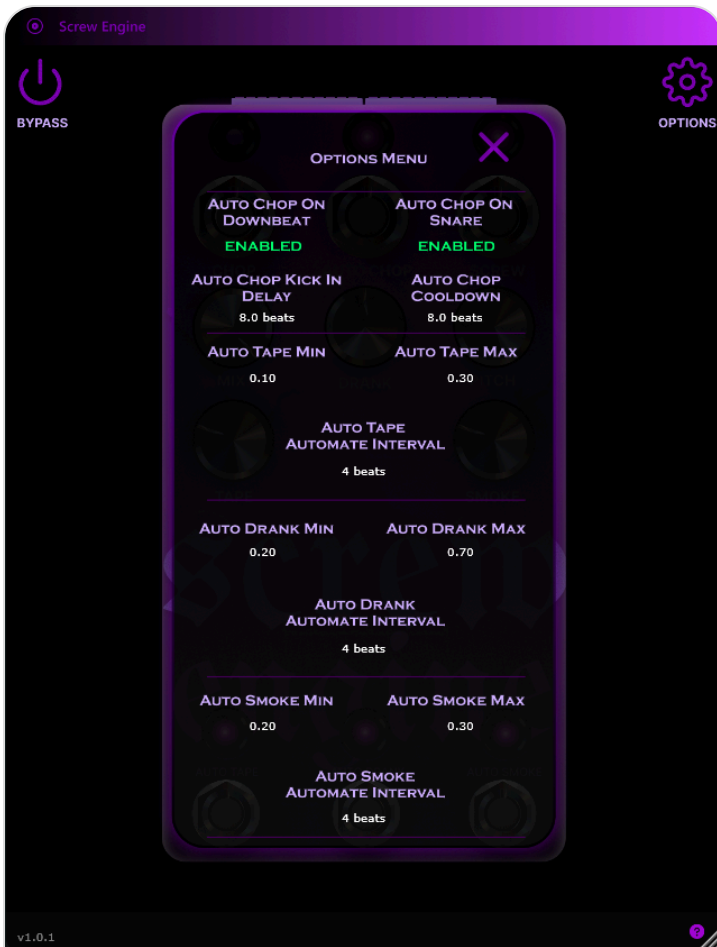 Screw Engine
BYPASS
OPTIONS
OPTIONS MENU
AUTO CHOP ON
DOWNBEAT
AUTO CHOP ON
SNARE
ENABLED
ENABLED
AUTO CHOP KICK IN
DELAY
AUTO CHOP
COOLDOWN
8.0 beats
8.0 beats
AUTO TAPE MIN
AUTO TAPE MAX
0.10
0.30
AUTO TAPE
AUTOMATE INTERVAL
4 beats
AUTO DRANK MIN
AUTO DRANK MAX
0.20
0.70
screw
AUTO DRANK
AUTOMATE INTERVAL
4 beats
AUTO SMOKE MIN
AUTO SMOKE MAX
0.20
0.30
AUTO SMOKE
AUTOMATE INTERVAL
4 beats
v1.0.1
?